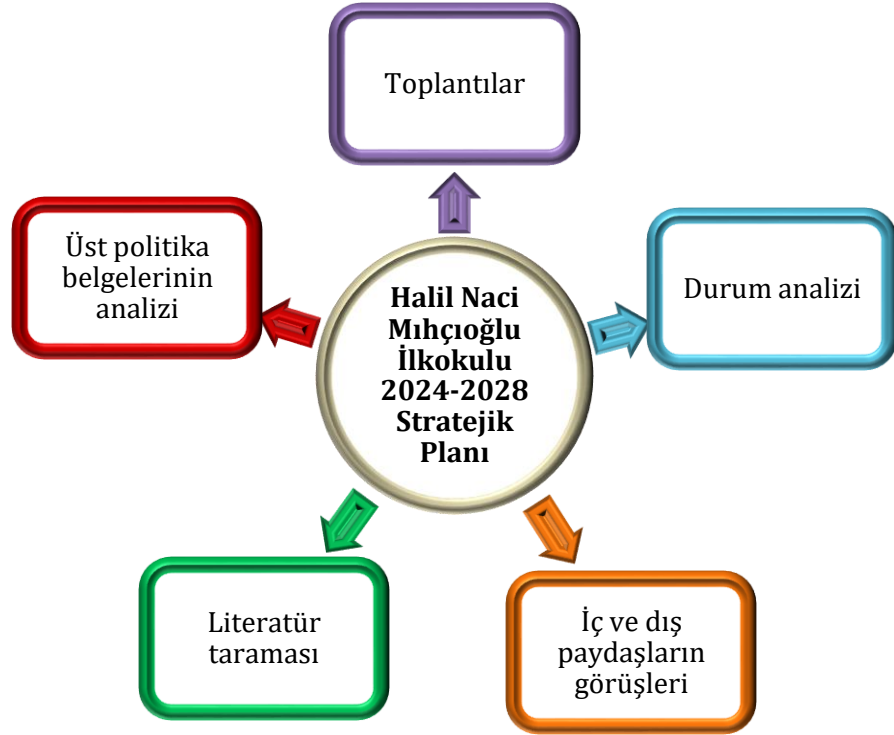 Toplantılar
Üst politika
belgelerinin
analizi
Durum analizi
Halil Naci
Mıhçıoğlu
İlkokulu
2024-2028
Stratejik
Planı
Literatür
taraması
İç ve dış
paydaşların
görüşleri